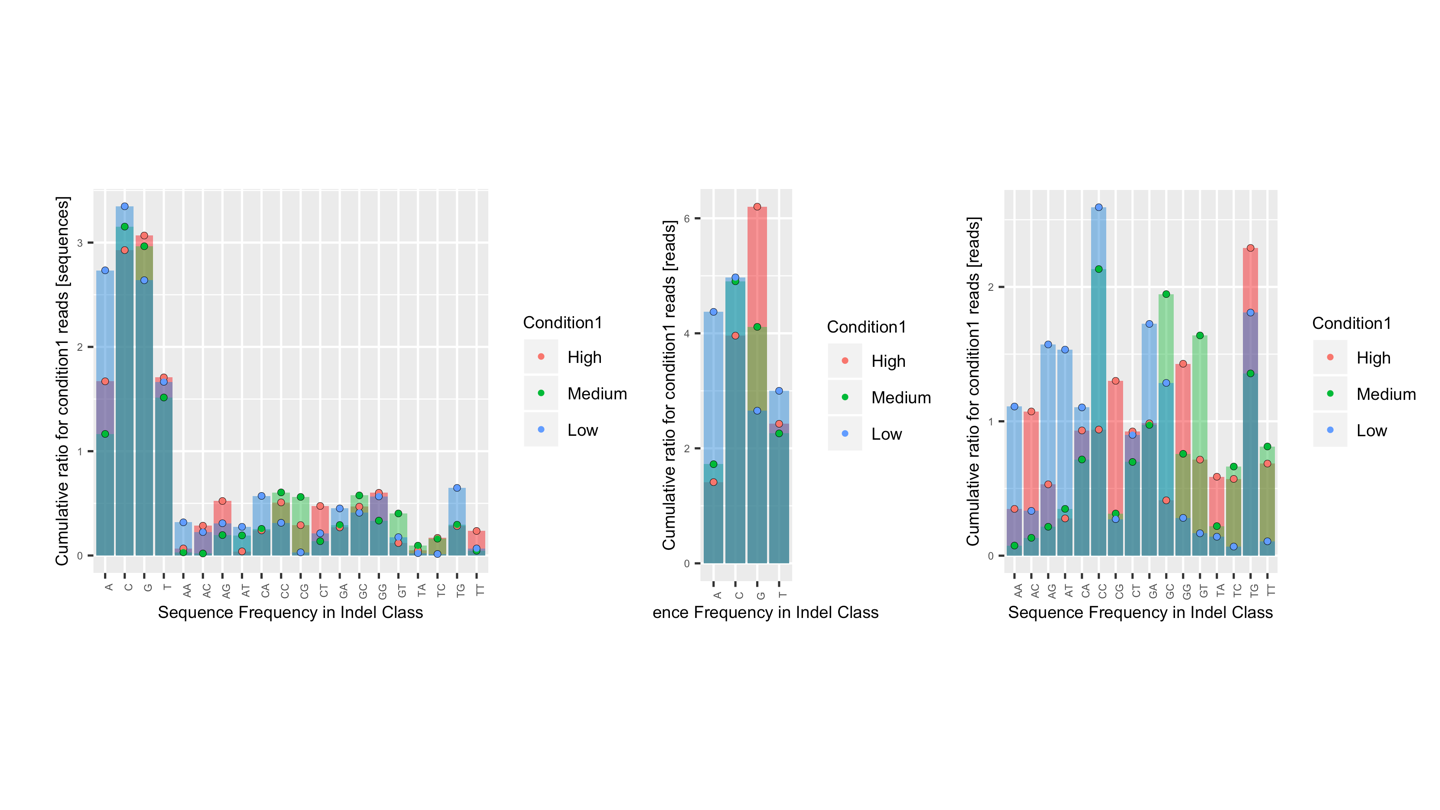 Cumulative ratio for condition1 reads [sequences]
3
2
1
0
A C G T AA AC AG AT CA CC CG CT GA GC GG GT TA TC TG TT
Sequence Frequency in Indel Class
Condition1
High
Medium
Low
Cumulative ratio for condition1 reads [reads]
6
4
2
0
A C G T
ence Frequency in Indel Class
Condition1
High
Medium
Low
Cumulative ratio for condition1 reads [reads]
2
1
0
AA AC AG AT CA CC CG CT GA GC GG GT TA TC TG TT
Sequence Frequency in Indel Class
Condition1
High
Medium
Low